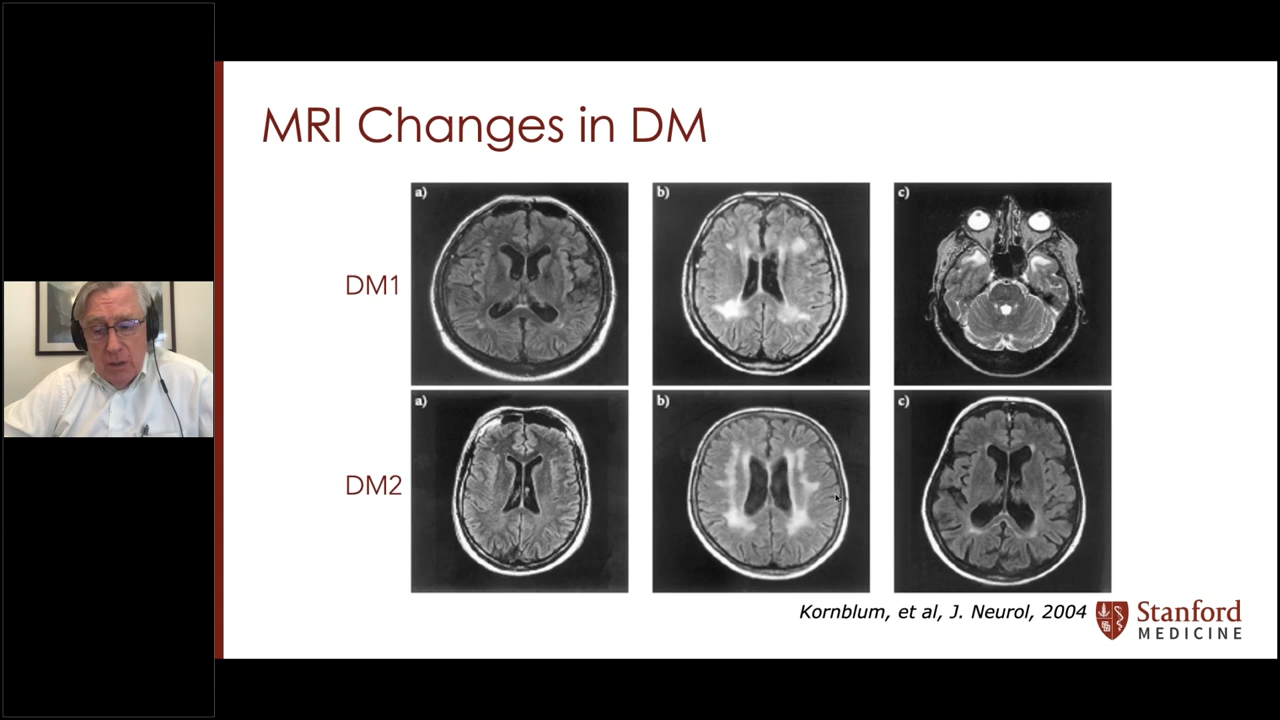 MRI Changes in DM
a) b) c)
DM1
a) b) c)
DM2
Kornblum, et al, J. Neurol, 2004
Stanford
MEDICINE